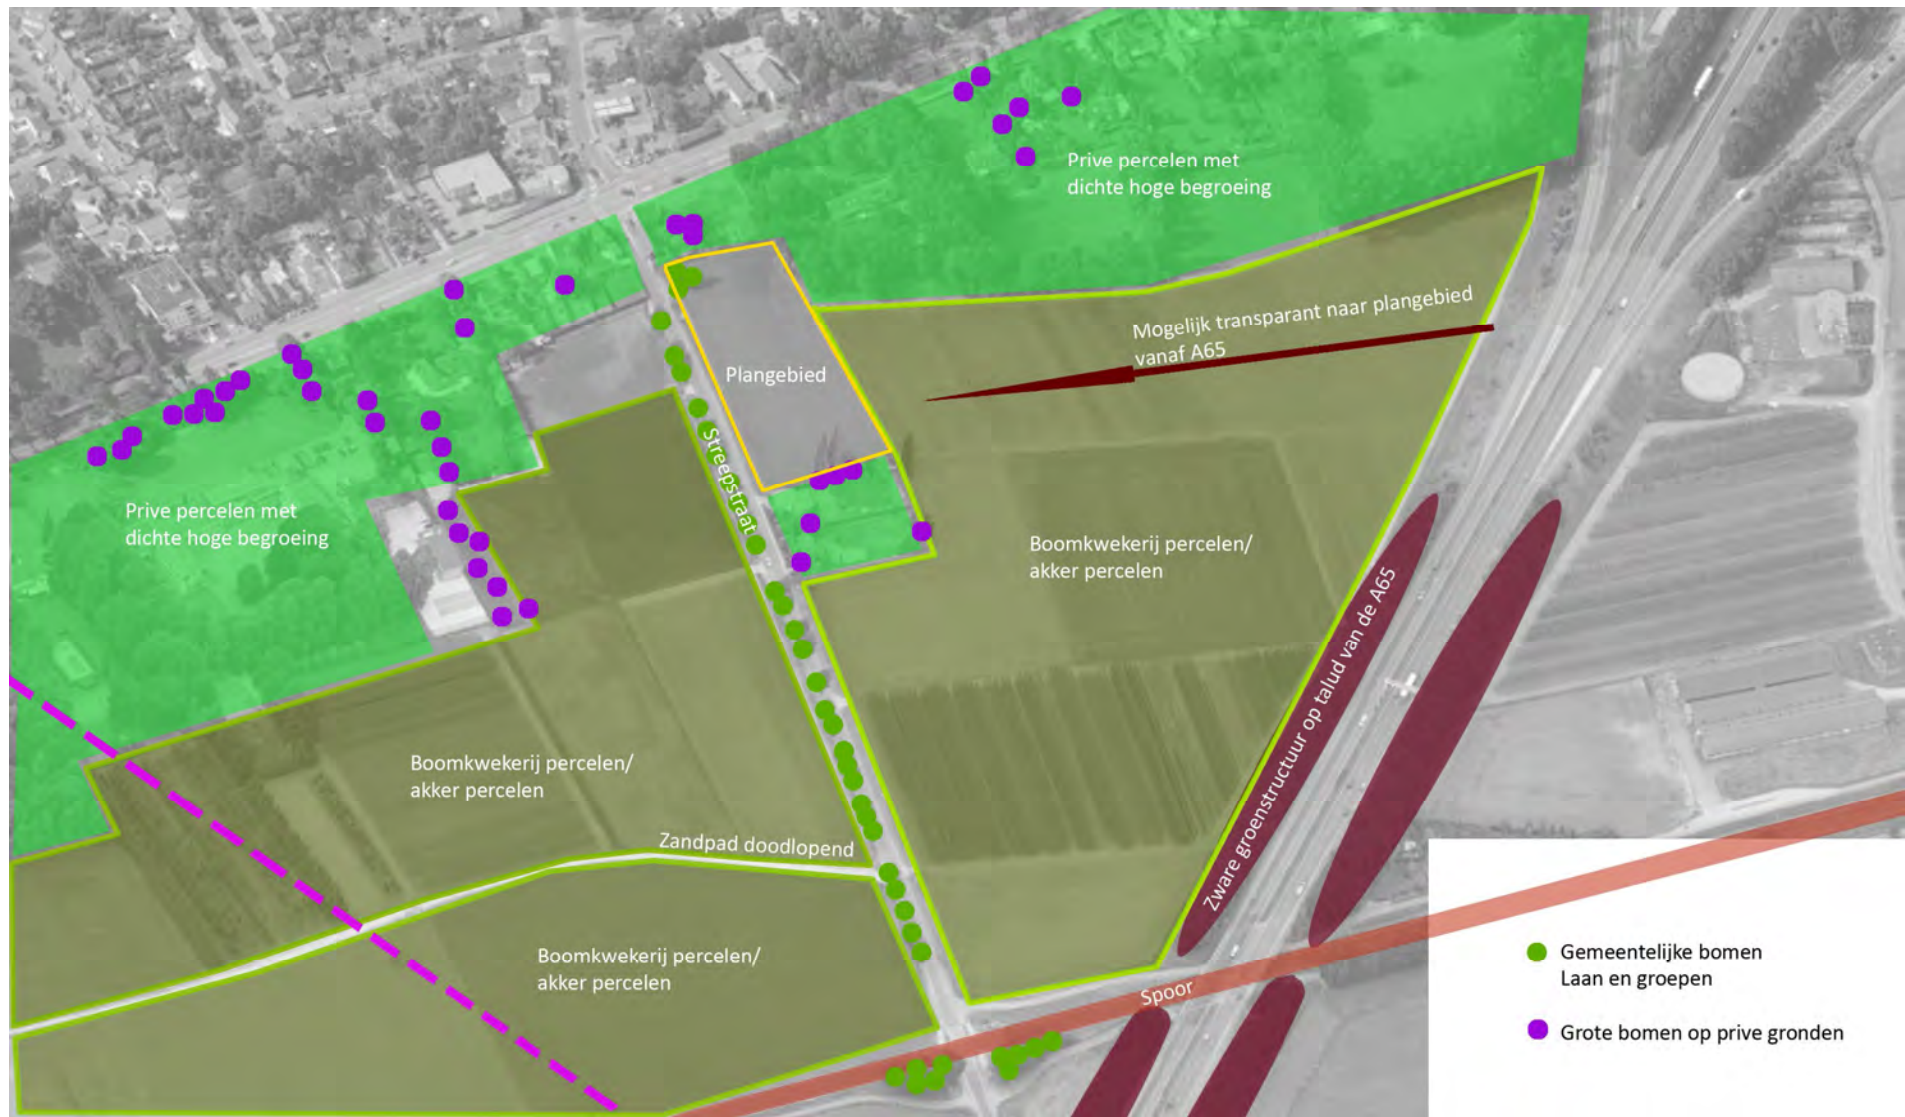 Prive percelen met
dichte hoge begroeing
Mogelijk transparant naar plangebied
vanaf A65
Plangebied
Streepstraat
Prive percelen met
dichte hoge begroeing
Boomkwekerij percelen/
akker percelen
Zware groenstructuur op talud van de A65
Boomkwekerij percelen/
akker percelen
Zandpad doodlopend
Boomkwekerij percelen/
akker percelen
Spoor
Gemeentelijke bomen
Laan en groepen
Grote bomen op prive gronden